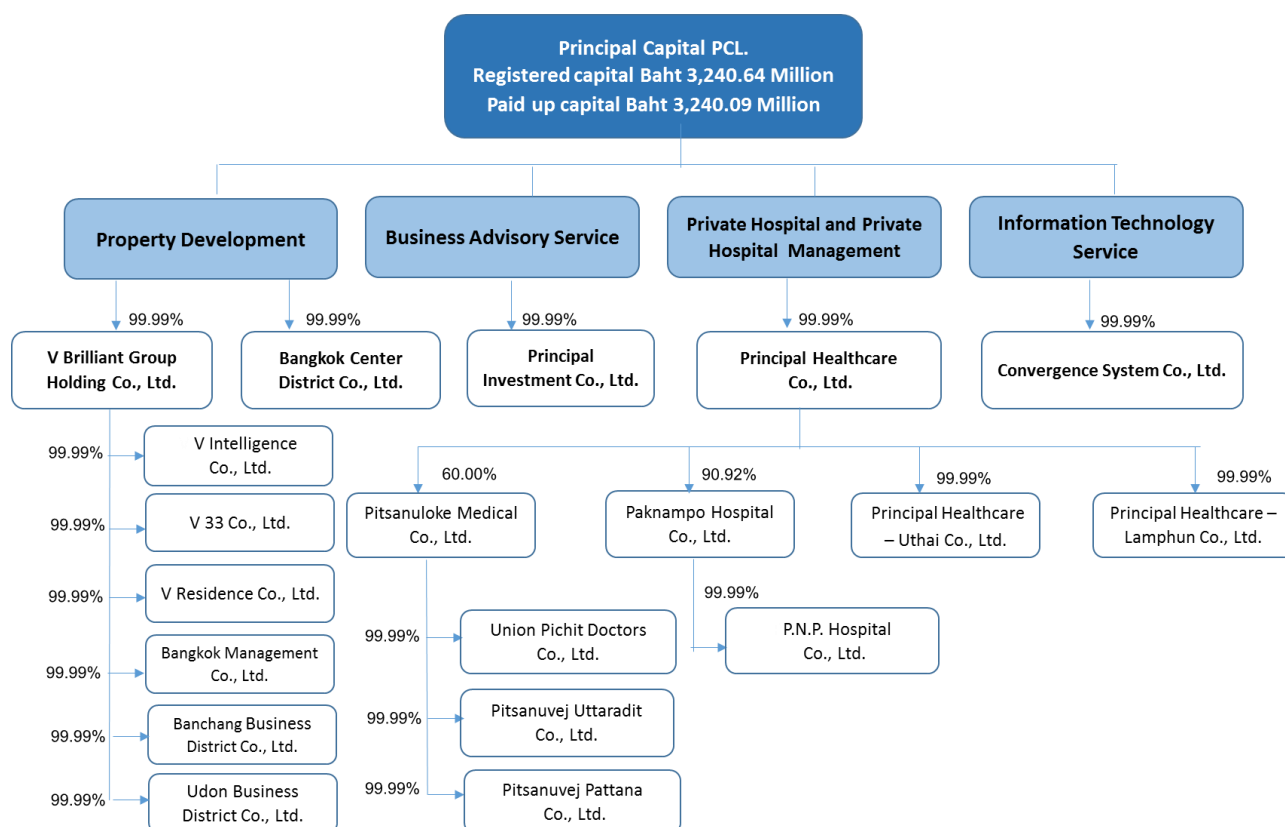 Principal Capital PCL.
Registered capital Baht 3,240.64 Million
Paid up capital Baht 3,240.09 Million
Property Development
Business Advisory Service
Private Hospital and Private
Hospital Management
Information Technology
Service
99.99%
99.99%
99.99%
99.99%
99.99%
V Brilliant Group
Holding Co., Ltd.
Bangkok Center
District Co., Ltd.
Principal
Investment Co., Ltd.
Principal Healthcare
Co., Ltd.
Convergence System Co., Ltd.
99.99%
V Intelligence
Co., Ltd.
99.99%
V 33 Co., Ltd.
99.99%
V Residence Co., Ltd.
99.99%
Bangkok Management
Co., Ltd.
99.99%
Banchang Business
District Co., Ltd.
99.99%
Udon Business
District Co., Ltd.
60.00%
Pitsanuloke Medical
Co., Ltd.
90.92%
Paknampo Hospital
Co., Ltd.
99.99%
Principal Healthcare
– Uthai Co., Ltd.
99.99%
Principal Healthcare –
Lamphun Co., Ltd.
99.99%
Union Pichit Doctors
Co., Ltd.
99.99%
Pitsanuvej Uttaradit
Co., Ltd.
99.99%
Pitsanuvej Pattana
Co., Ltd.
99.99%
P.N.P. Hospital
Co., Ltd.